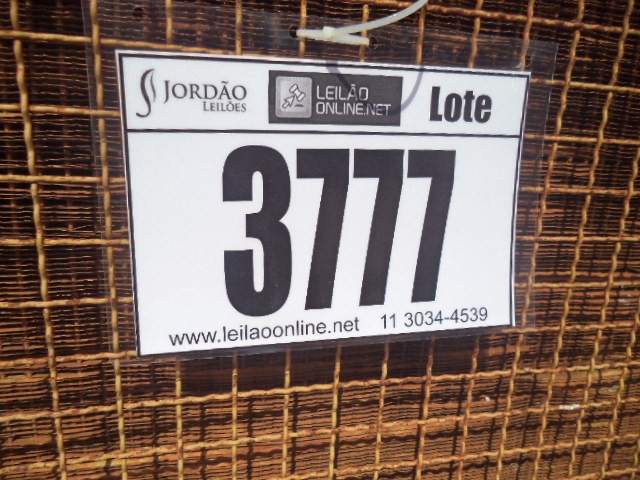 JORDÃO
LEILÕES
LEILÃO
ONLINE.NET
Lote
3777
www.leilaoonline.net 11 3034-4539